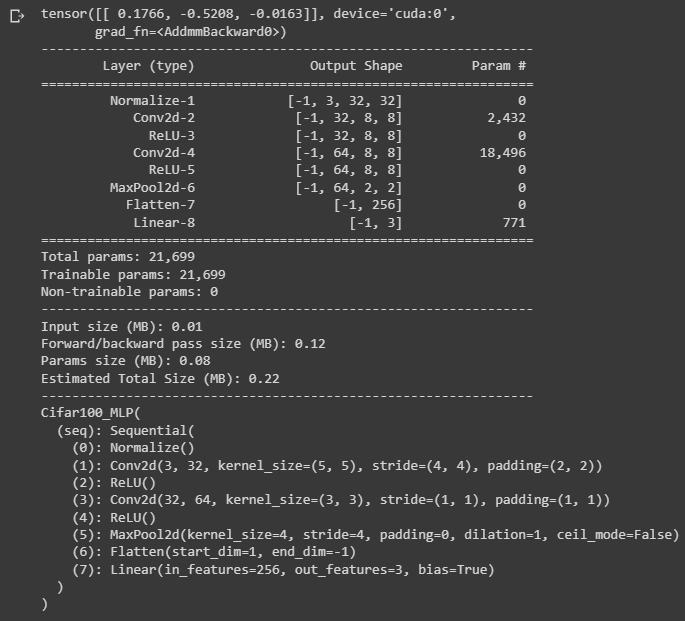 tensor([[ 0.1766, -0.5208, -0.0163]], device='cuda:0',
       grad_fn=<AddmmBackward0>)
----------------------------------------------------------------
        Layer (type)               Output Shape         Param #
================================================================
         Normalize-1            [-1, 3, 32, 32]               0
            Conv2d-2             [-1, 32, 8, 8]           2,432
              ReLU-3             [-1, 32, 8, 8]               0
            Conv2d-4             [-1, 64, 8, 8]          18,496
              ReLU-5             [-1, 64, 8, 8]               0
         MaxPool2d-6             [-1, 64, 2, 2]               0
           Flatten-7                  [-1, 256]               0
            Linear-8                    [-1, 3]             771
================================================================
Total params: 21,699
Trainable params: 21,699
Non-trainable params: 0
----------------------------------------------------------------
Input size (MB): 0.01
Forward/backward pass size (MB): 0.12
Params size (MB): 0.08
Estimated Total Size (MB): 0.22
----------------------------------------------------------------
Cifar100_MLP(
  (seq): Sequential(
    (0): Normalize()
    (1): Conv2d(3, 32, kernel_size=(5, 5), stride=(4, 4), padding=(2, 2))
    (2): ReLU()
    (3): Conv2d(32, 64, kernel_size=(3, 3), stride=(1, 1), padding=(1, 1))
    (4): ReLU()
    (5): MaxPool2d(kernel_size=4, stride=4, padding=0, dilation=1, ceil_mode=False)
    (6): Flatten(start_dim=1, end_dim=-1)
    (7): Linear(in_features=256, out_features=3, bias=True)
  )
)